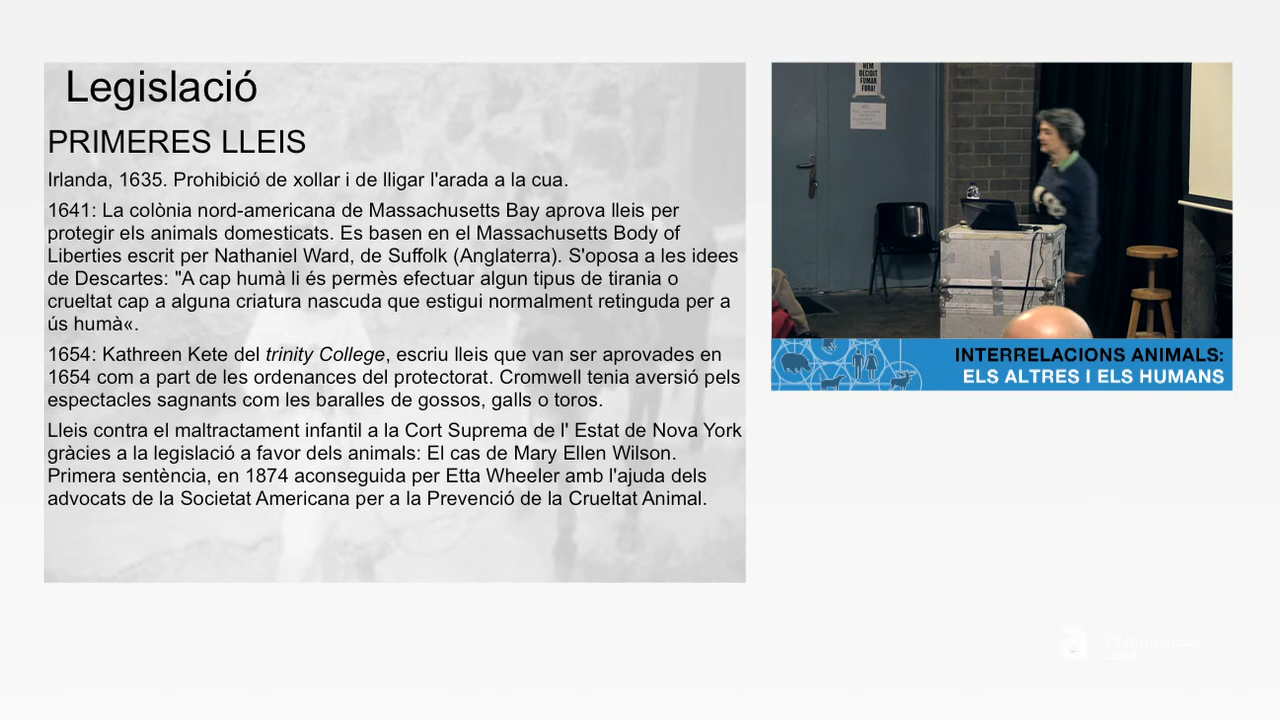 Legislació
PRIMERES LLEIS
Irlanda, 1635. Prohibició de xollar i de lligar l'arada a la cua.
1641: La colònia nord-americana de Massachusetts Bay aprova lleis per
protegir els animals domesticats. Es basen en el Massachusetts Body of
Liberties escrit per Nathaniel Ward, de Suffolk (Anglaterra). S'oposa a les idees
de Descartes: "A cap humà li és permès efectuar algun tipus de tirania o
crueltat cap a alguna criatura nascuda que estigui normalment retinguda per a
ús humà«.
1654: Kathreen Kete del trinity College, escriu lleis que van ser aprovades en
1654 com a part de les ordenances del protectorat. Cromwell tenia aversió pels
espectacles sagnants com les baralles de gossos, galls o toros.
Lleis contra el maltractament infantil a la Cort Suprema de l' Estat de Nova York
gràcies a la legislació a favor dels animals: El cas de Mary Ellen Wilson.
Primera sentència, en 1874 aconseguida per Etta Wheeler amb l'ajuda dels
advocats de la Societat Americana per a la Prevenció de la Crueltat Animal.
HEM
DECIDIT
FUMAR
FORA!
INTERRELACIONS ANIMALS:
ELS ALTRES I ELS HUMANS